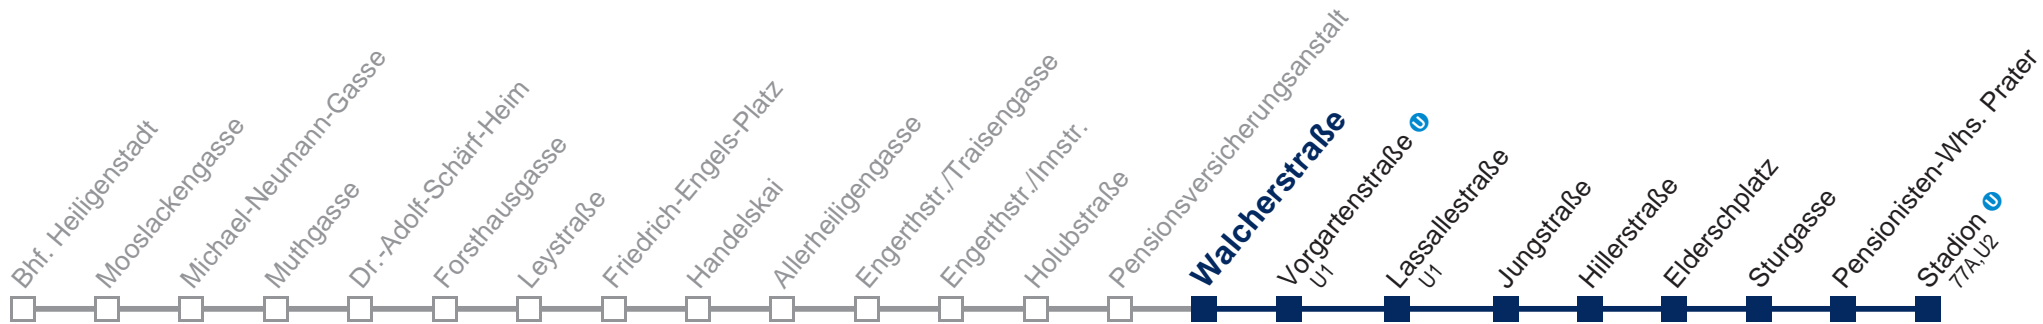 Bhf. Heiligenstadt
Mooslackengasse
Michael-Neumann-Gasse
Muthgasse
Dr.-Adolf-Schärf-Heim
Forsthausgasse
Leystraße
Friedrich-Engels-Platz
Handelskai
Allerheiligengasse
Engerthstr./Traisengasse
Engerthstr./Innstr.
Holubstraße
Pensionsversicherungsanstalt
Walcherstraße
Vorgartenstraße U
U1
Lassallestraße
U1
Jungstraße
Hillerstraße
Elderschplatz
Sturgasse
Pensionisten-Whs. Prater
Stadion U
77A,U2